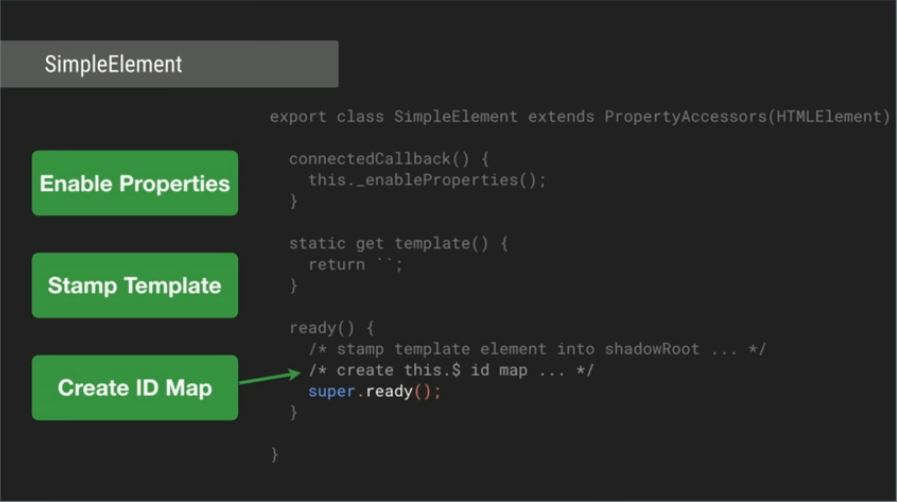 SimpleElement
export class SimpleElement extends PropertyAccessors(HTMLElement)
connectedCallback() {
this._enableProperties();
}
static get template() {
return ``;
}
ready() {
/* stamp template element into shadowRoot ... */
/* create this.$ id map ... */
super.ready();
}
}
Enable Properties
Stamp Template
Create ID Map